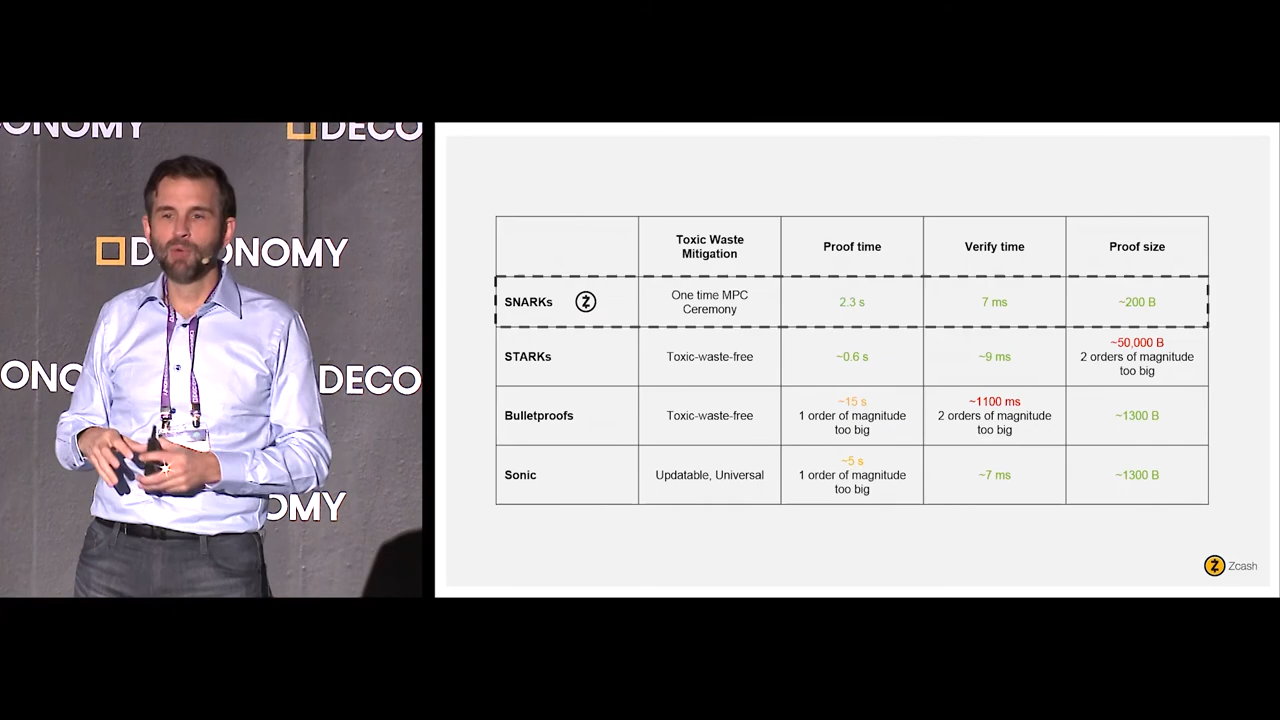 ONOMY
DECO
DECONOMY
ONO
DECO
OMY
Toxic Waste
Mitigation
Proof time
Verify time
Proof size
SNARKs
One time MPC
Ceremony
2.3 s
7 ms
~200 B
STARKs
Toxic-waste-free
~0.6 s
~9 ms
~50,000 B
2 orders of magnitude
too big
Bulletproofs
Toxic-waste-free
~15 s
1 order of magnitude
too big
~1100 ms
2 orders of magnitude
too big
~1300 B
Sonic
Updatable, Universal
~5 s
1 order of magnitude
too big
~7 ms
~1300 B
Zcash